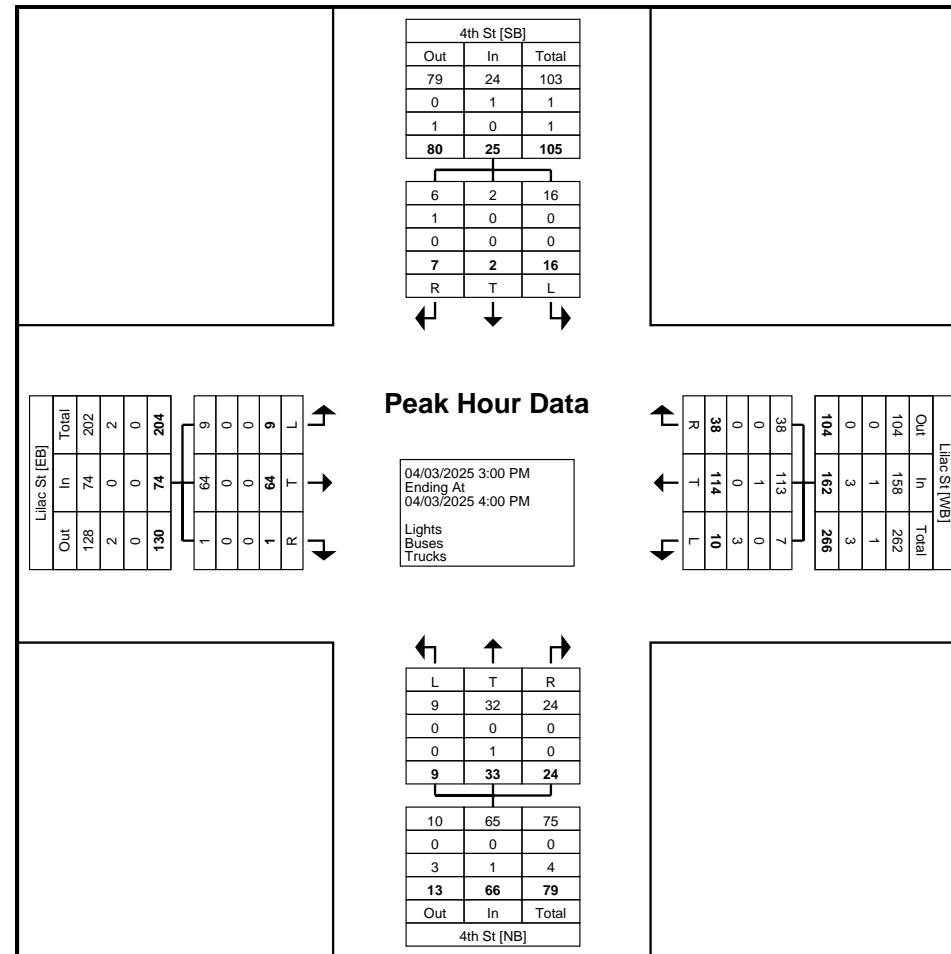 4th St [SB]
Out In Total
79 24 103
0 1 1
1 0 1
80 25 105
6 2 16
1 0 0
0 0 0
7 2 16
R T L
Peak Hour Data
04/03/2025 3:00 PM
Ending At
04/03/2025 4:00 PM
Lights
Buses
Trucks
Lilac St [EB]
Total 202 2 0 204
In 74 0 0 74
Out 128 2 0 130
9 0 0 9 L
64 0 0 64 T
1 0 0 1 R
R 38 0 0 38
T 114 0 1 113
L 10 3 0 7
104 0 0 104 Out
162 3 1 158 In
266 3 1 262 Total
Lilac St [WB]
L T R
9 32 24
0 0 0
0 1 0
9 33 24
10 65 75
0 0 0
3 1 4
13 66 79
Out In Total
4th St [NB]